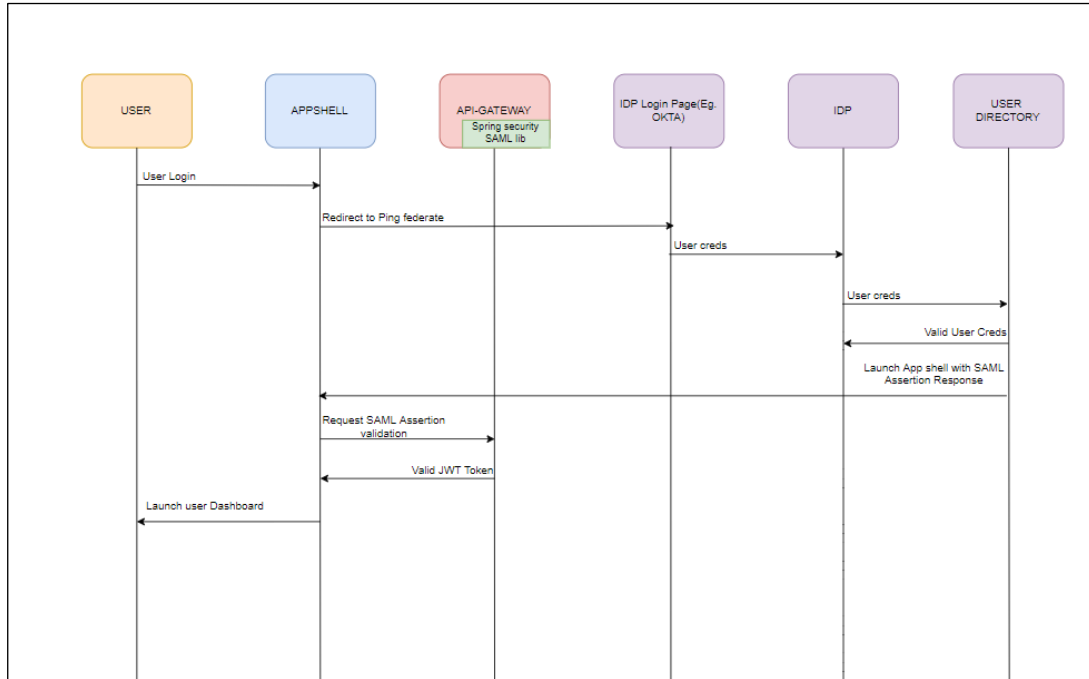 USER
APPSHELL
API-GATEWAY
Spring security
SAML lib
IDP Login Page(Eg.
OKTA)
IDP
USER
DIRECTORY
User Login
Redirect to Ping federate
User creds
User creds
Valid User Creds
Launch App shell with SAML
Assertion Response
Request SAML Assertion
validation
Valid JWT Token
Launch user Dashboard